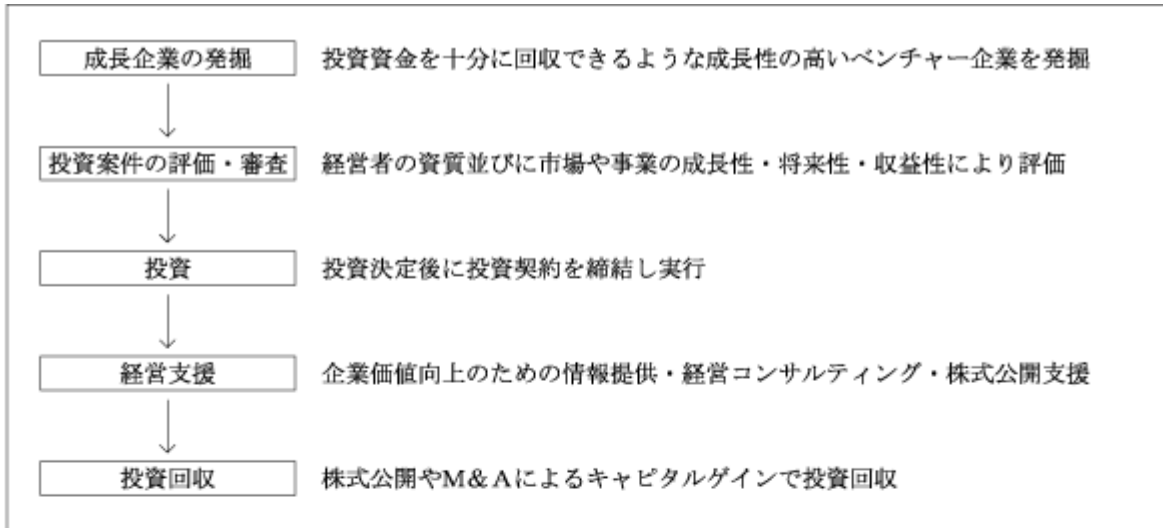 成長企業の発掘 投資資金を十分に回収できるような成長性の高いベンチャー企業を発掘
投資案件の評価・審査 経営者の資質並びに市場や事業の成長性・将来性・収益性により評価
投資 投資決定後に投資契約を締結し実行
経営支援 企業価値向上のための情報提供・経営コンサルティング・株式公開支援
投資回収 株式公開やM&Aによるキャピタルゲインで投資回収